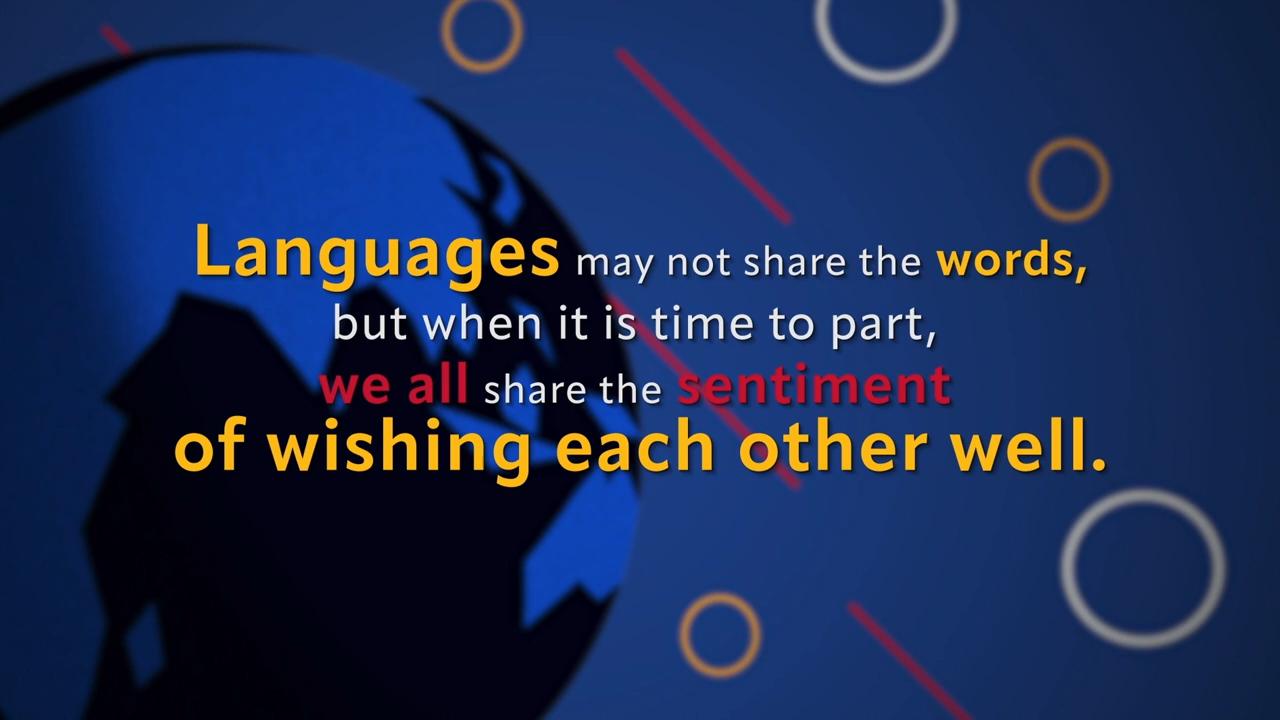 Languages may not share the words,
but when it is time to part,
we all share the sentiment
of wishing each other well.